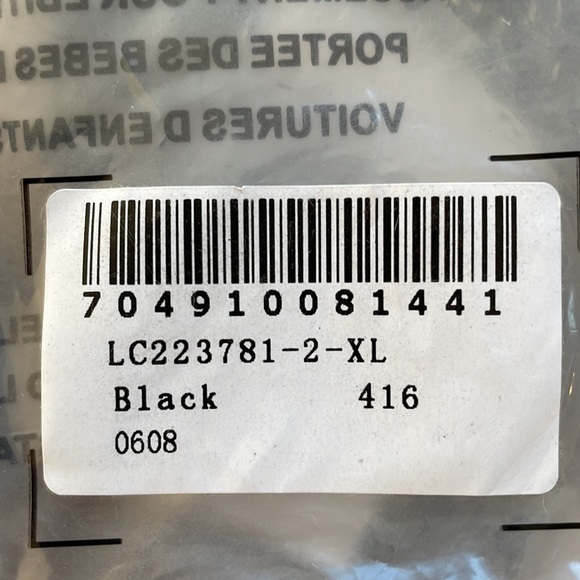 PORTEE DES BEBES
VOITURES D ENFANTS
704910081441
LC223781-2-XL
Black 416
0608